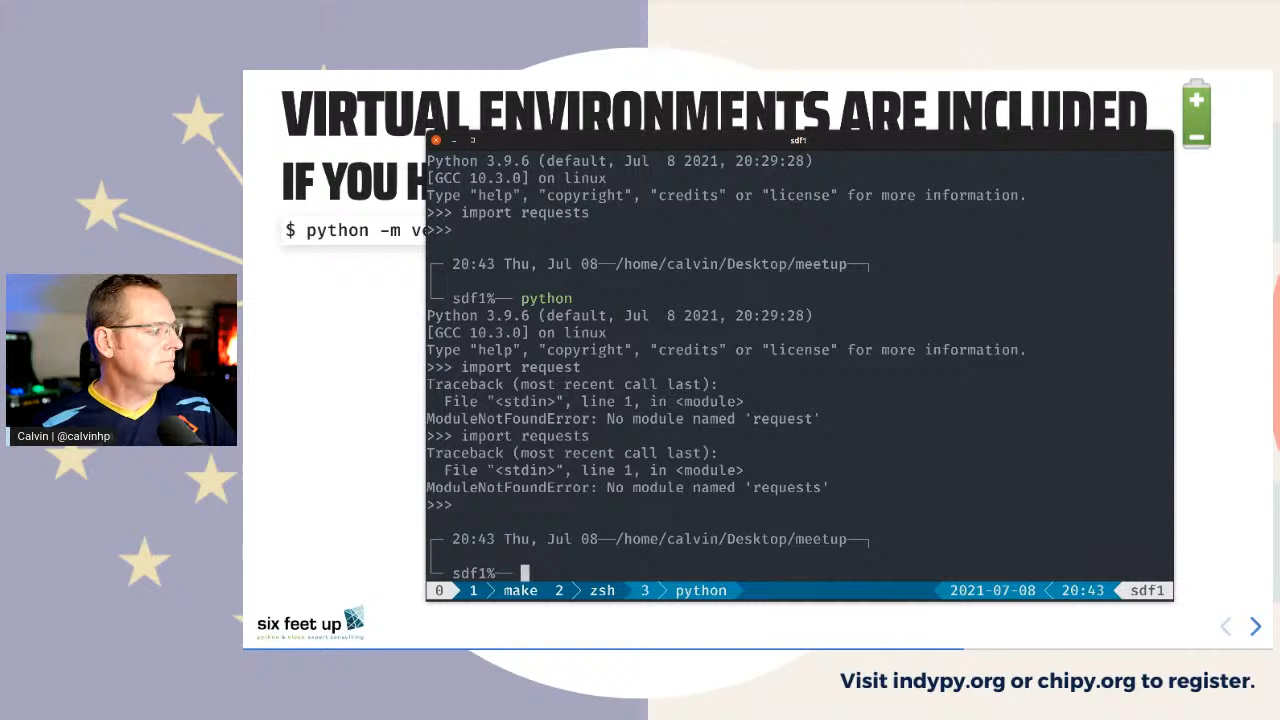 VIRTUAL ENVIRONMENTS ARE INCLUDED
IF YOU H
$ python -m ve
sdf1
Python 3.9.6 (default, Jul  8 2021, 20:29:28)
[GCC 10.3.0] on linux
Type "help", "copyright", "credits" or "license" for more information.
>>> import requests
>>>
20:43 Thu, Jul 08──/home/calvin/Desktop/meetup──
sdf1%── python
Python 3.9.6 (default, Jul  8 2021, 20:29:28)
[GCC 10.3.0] on linux
Type "help", "copyright", "credits" or "license" for more information.
>>> import request
Traceback (most recent call last):
  File "<stdin>", line 1, in <module>
ModuleNotFoundError: No module named 'request'
>>> import requests
Traceback (most recent call last):
  File "<stdin>", line 1, in <module>
ModuleNotFoundError: No module named 'requests'
>>>
20:43 Thu, Jul 08──/home/calvin/Desktop/meetup──
sdf1%──
0 1 make 2 zsh 3 python 2021-07-08 20:43 sdf1
Calvin | @calvinhp
six feet up
python & cloud expert consulting
Visit indypy.org or chipy.org to register.